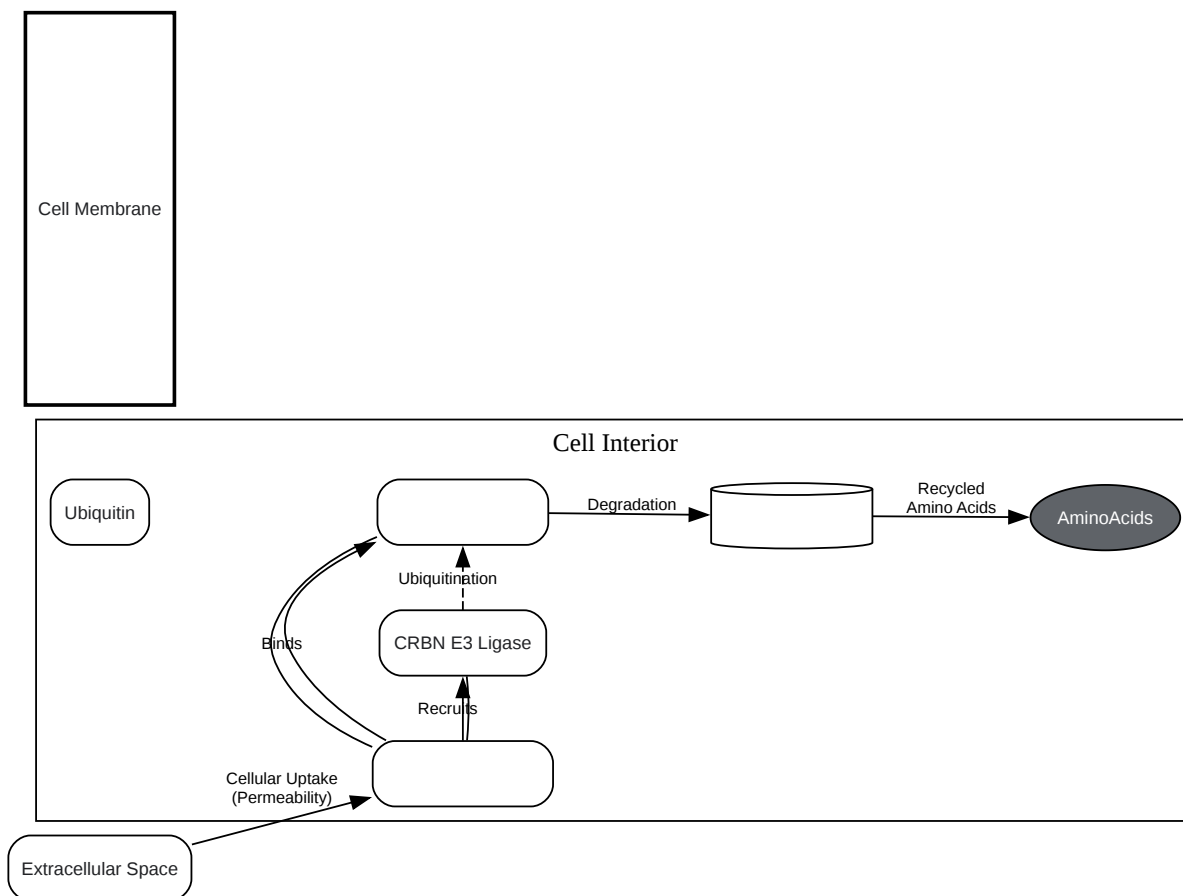 Cell Membrane
Cell Interior
Ubiquitin
Degradation
Recycled
Amino Acids
AminoAcids
Ubiquitination
Binds
CRBN E3 Ligase
Recruits
Cellular Uptake
(Permeability)
Extracellular Space